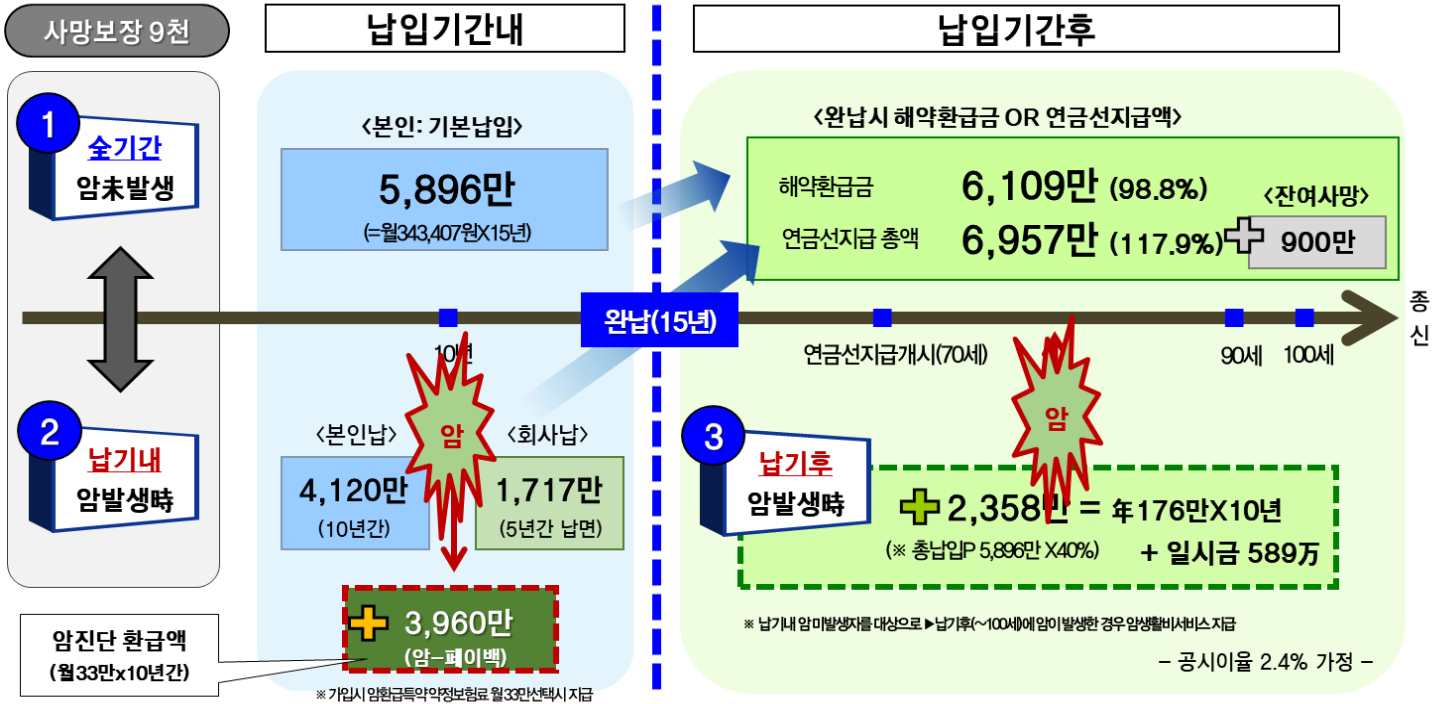 사망보장 9천
납입기간내
납입기간후
1
全기간
암未발생
<본인: 기본납입>
5,896만
(=월343,407원X15년)
<완납시 해약환급금 OR 연금선지급액>
해약환급금 6,109만 (98.8%)
<잔여사망>
연금선지급 총액 6,957만 (117.9%)
900만
완납(15년)
종
신
10년
연금선지급개시(70세)
90세
100세
2
납기내
암발생時
<본인납>
암
<회사납>
4,120만
(10년간)
1,717만
(5년간 납면)
3,960만
(암-페이백)
암진단 환급액
(월33만x10년간)
※ 가입시 암환급특약 약정보험료 월33만선택시 지급
암
3
납기후
암발생時
2,358만 = 年176만X10년
(※ 총납입P 5,896만 X40%)
+ 일시금 589万
※ 납기내 암 미발생자를 대상으로 ▶납기후(~100세)에 암이 발생한 경우 암생활비서비스 지급
- 공시이율 2.4% 가정 -